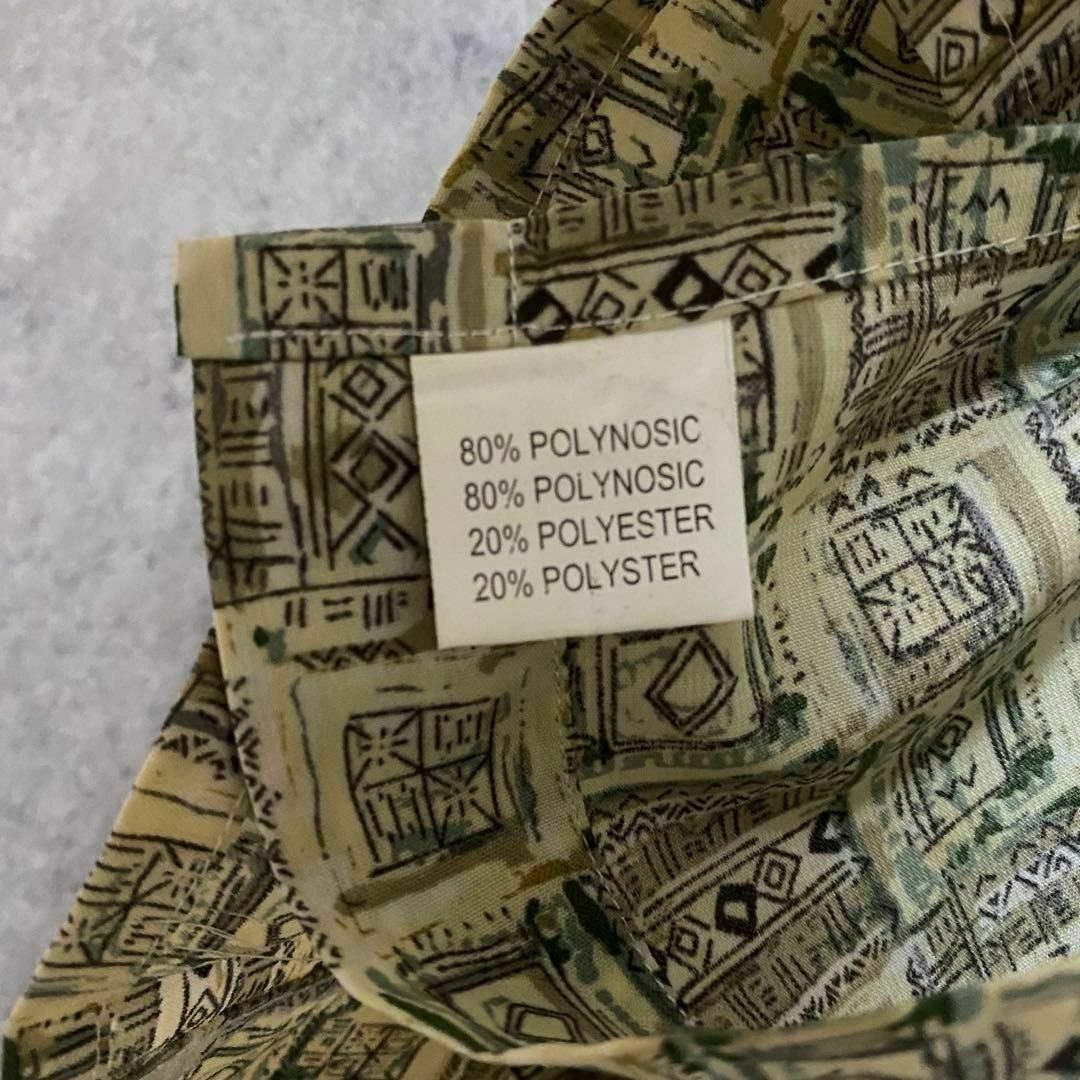 80% POLYNOSIC
80% POLYNOSIC
20% POLYESTER
20% POLYSTER